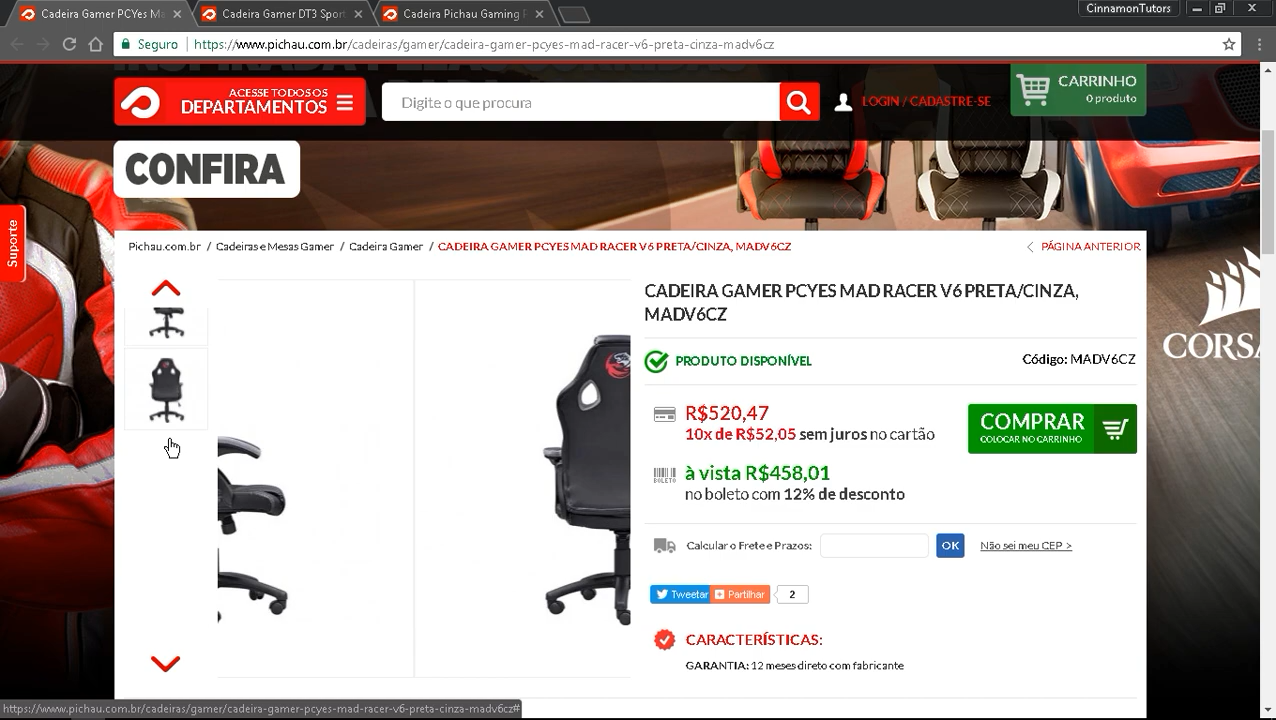 Cadeira Gamer PCYes M
Cadeira Gamer DT3 Sport
Cadeira Pichau Gaming
CinnamonTutors
Seguro
https://www.pichau.com.br/cadeiras/gamer/cadeira-gamer-pcyes-mad-racer-v6-preta-cinza-madv6cz
ACESSE TODOS OS
DEPARTAMENTOS
Digite o que procura
LOGIN / CADASTRE-SE
CARRINHO
0 produto
CONFIRA
Suporte
Pichau.com.br / Cadeiras e Mesas Gamer / Cadeira Gamer / CADEIRA GAMER PCYES MAD RACER V6 PRETA/CINZA, MADV6CZ
PÁGINA ANTERIOR
CADEIRA GAMER PCYES MAD RACER V6 PRETA/CINZA,
MADV6CZ
CORSA
PRODUTO DISPONÍVEL
Código: MADV6CZ
R$520,47
10x de R$52,05 sem juros no cartão
COMPRAR
COLOCAR NO CARRINHO
à vista R$458,01
BOLETO
no boleto com 12% de desconto
Calcular o Frete e Prazos:
OK
Não sei meu CEP >
Tweetar
Partilhar
2
CARACTERÍSTICAS:
GARANTIA: 12 meses direto com fabricante
https://www.pichau.com.br/cadeiras/gamer/cadeira-gamer-pcyes-mad-racer-v6-preta-cinza-madv6cz#